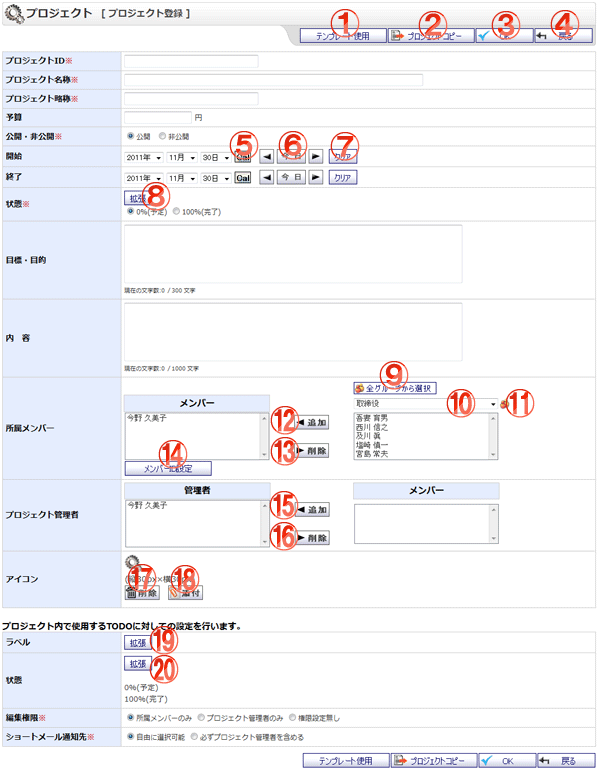 プロジェクト [ プロジェクト登録 ]
① ② ③ ④
テンプレート使用 プロジェクトコピー OK 戻る
プロジェクトID※
プロジェクト名称※
プロジェクト略称※
予算 円
公開・非公開※ 公開 非公開
⑤ ⑥ ⑦
開始 2011年 11月 30日 Cal ◀ 今日 ▶ クリア
終了 2011年 11月 30日 Cal ◀ 今日 ▶ クリア
状態※ 拡張 ⑧
0%(予定) 100%(完了)
目標・目的
現在の文字数:0 / 300 文字
内 容
現在の文字数:0 / 1000 文字
⑨
全グループから選択
メンバー 取締役 ⑩ ⑪
所属メンバー
今野 久美子
⑫ ◀ 追加
⑬ ▶ 削除
吾妻 育男
西川 信之
及川 眞
塩崎 慎一
宮島 常夫
⑭
メンバーID設定
管理者 メンバー
プロジェクト管理者
今野 久美子
⑮ ◀ 追加
⑯ ▶ 削除
アイコン
⑰ ⑱
削除 添付
プロジェクト内で使用するTODOに対しての設定を行います。
ラベル 拡張 ⑲
状態 拡張 ⑳
0%(予定)
100%(完了)
編集権限※ 所属メンバーのみ プロジェクト管理者のみ 権限設定無し
ショートメール通知先※ 自由に選択可能 必ずプロジェクト管理者を含める
テンプレート使用 プロジェクトコピー OK 戻る